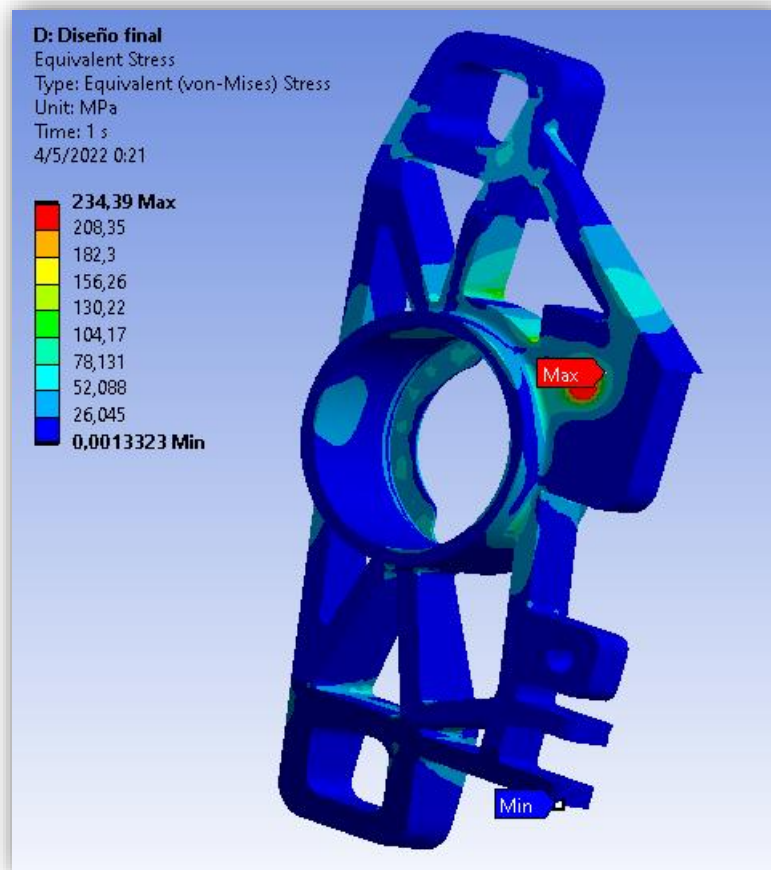 D: Diseño final
Equivalent Stress
Type: Equivalent (von-Mises) Stress
Unit: MPa
Time: 1 s
4/5/2022 0:21
234,39 Max
208,35
182,3
156,26
130,22
104,17
78,131
52,088
26,045
0,0013323 Min
Max
Min